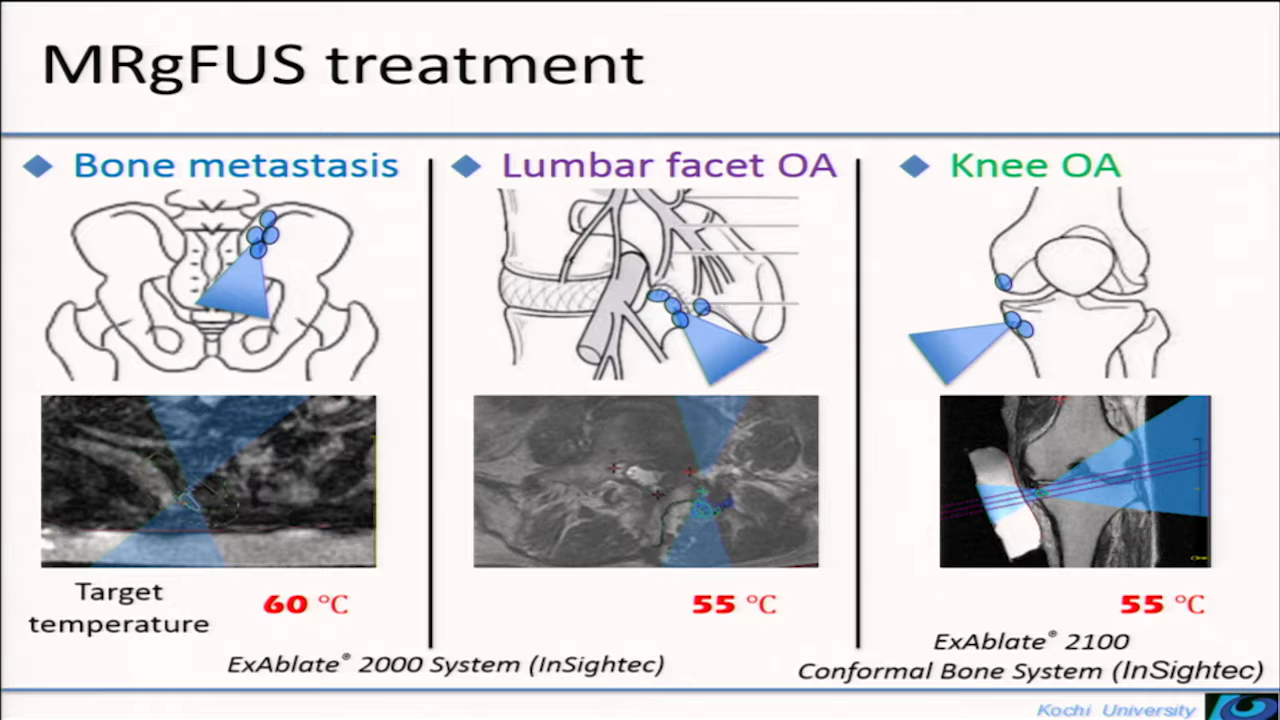 MRgFUS treatment
Bone metastasis
Lumbar facet OA
Knee OA
Target
temperature
60 °C
55 °C
55 °C
ExAblate® 2000 System (InSightec)
ExAblate® 2100
Conformal Bone System (InSightec)
Kochi University